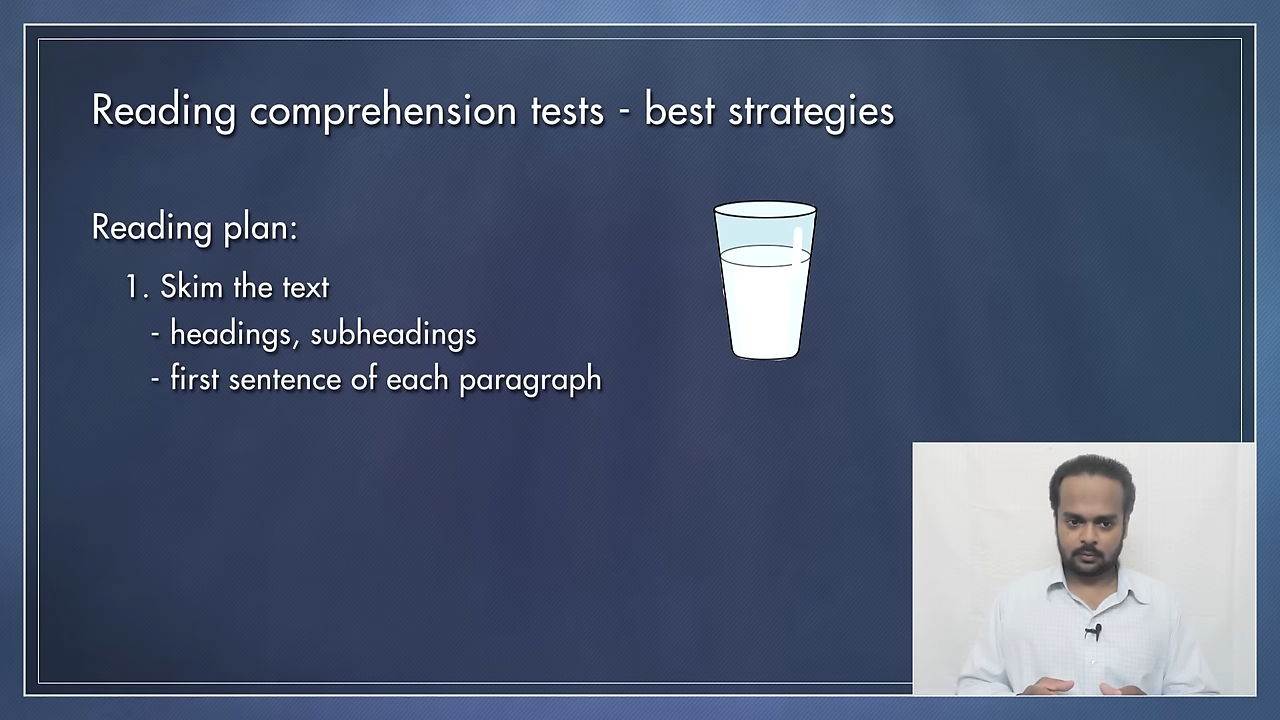 Reading comprehension tests - best strategies
Reading plan:
1. Skim the text
- headings, subheadings
- first sentence of each paragraph